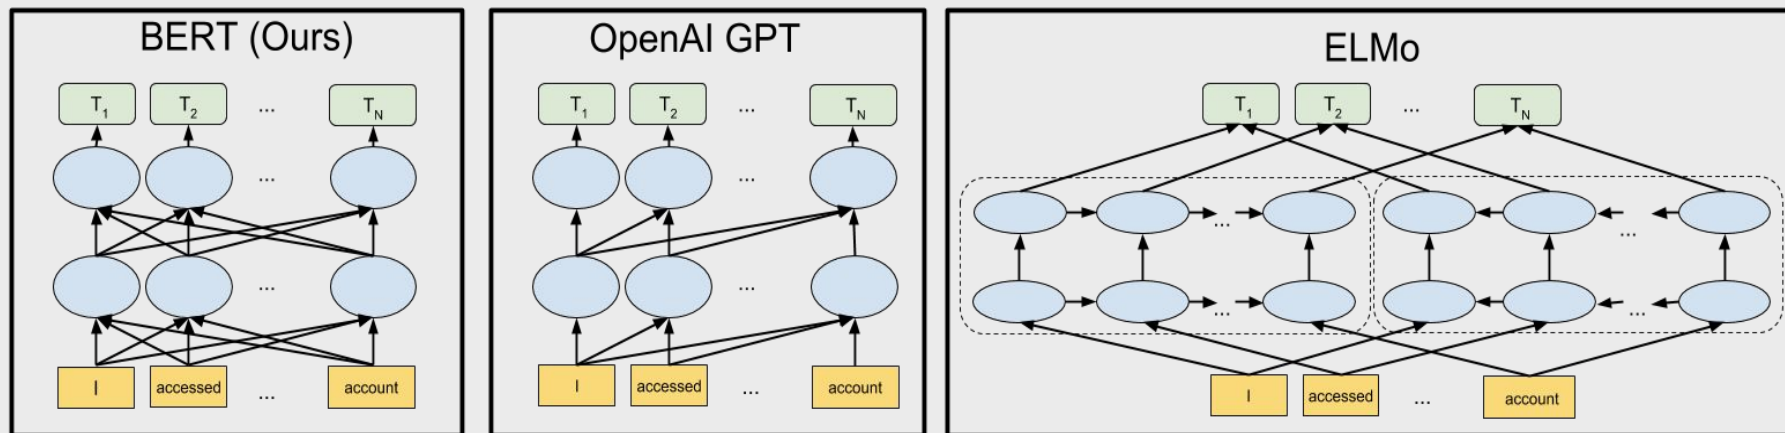 BERT (Ours)
T1 T2 ... TN
...
...
I accessed ... account
OpenAI GPT
T1 T2 ... TN
...
...
I accessed ... account
ELMo
T1 T2 ... TN
... ...
... ...
I accessed ... account